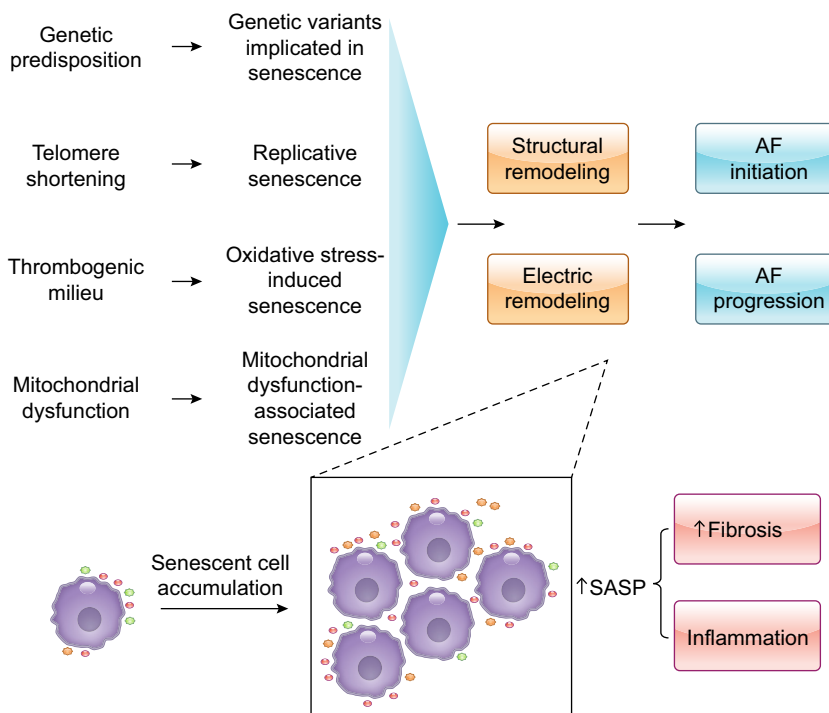 Genetic
predisposition
Genetic variants
implicated in
senescence
Telomere
shortening
Replicative
senescence
Thrombogenic
milieu
Oxidative stress-
induced
senescence
Mitochondrial
dysfunction
Mitochondrial
dysfunction-
associated
senescence
Structural
remodeling
Electric
remodeling
AF
initiation
AF
progression
Senescent cell
accumulation
↑SASP
↑Fibrosis
Inflammation